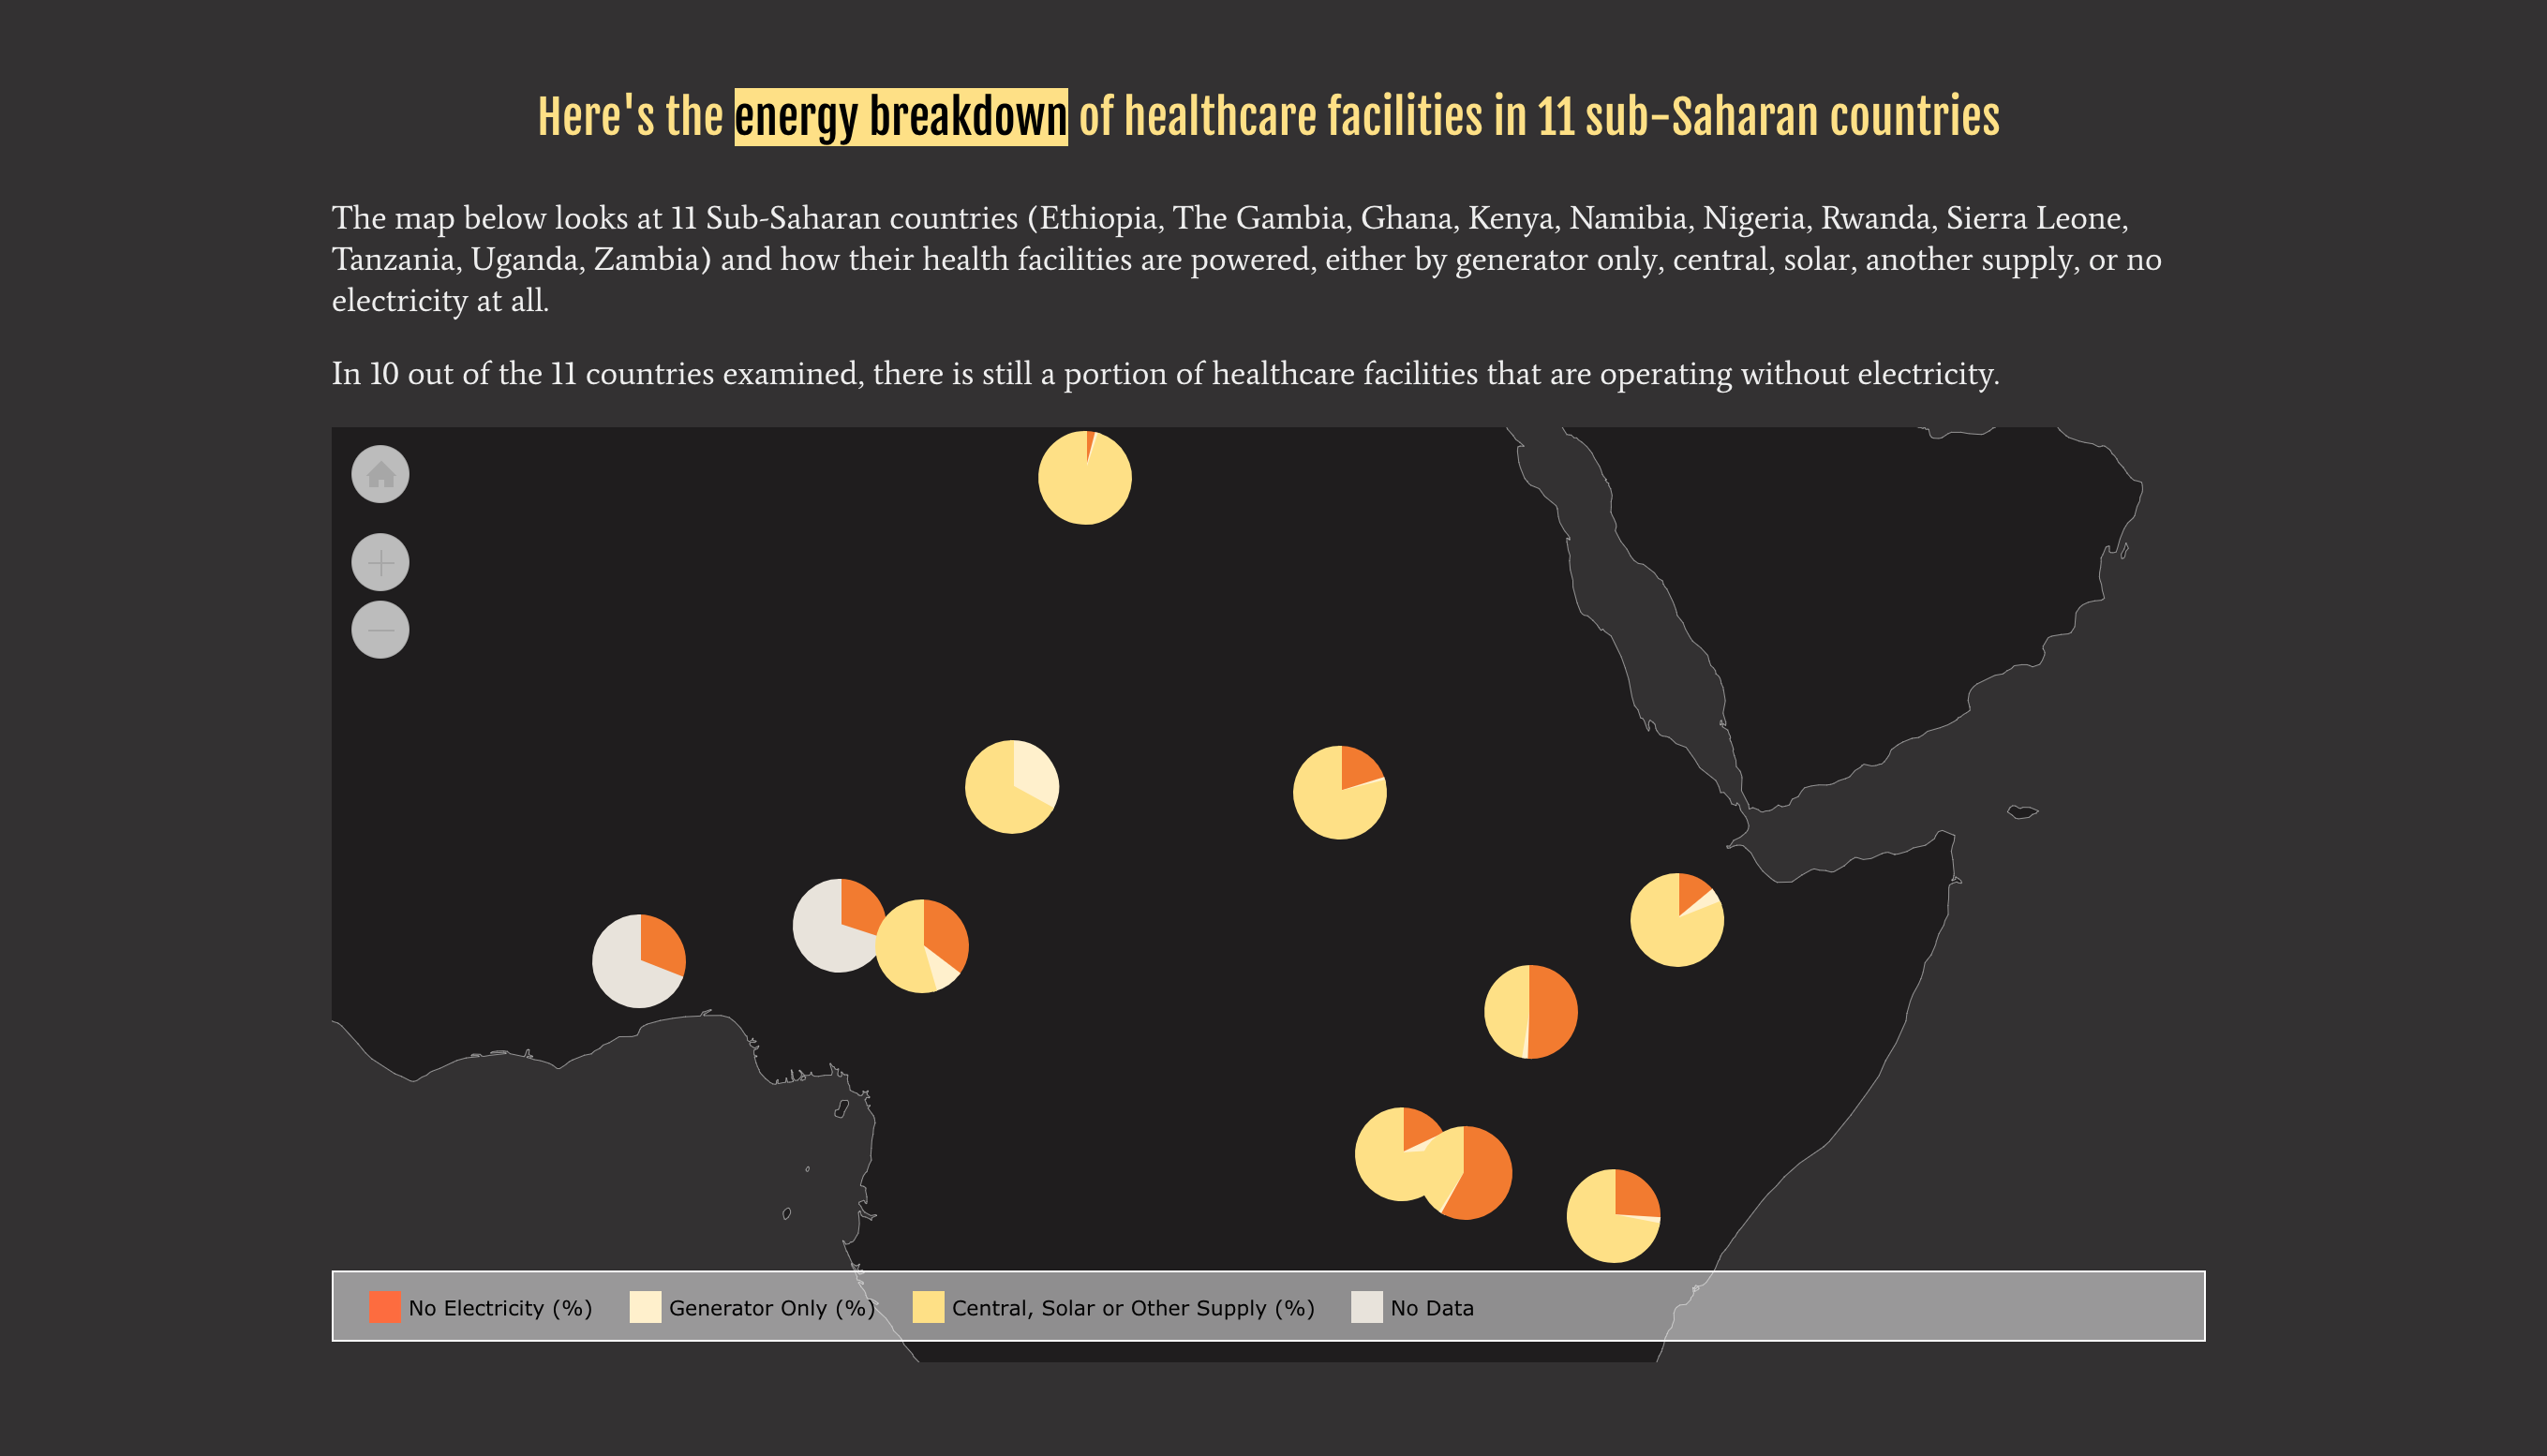 Here's the energy breakdown of healthcare facilities in 11 sub-Saharan countries
The map below looks at 11 Sub-Saharan countries (Ethiopia, The Gambia, Ghana, Kenya, Namibia, Nigeria, Rwanda, Sierra Leone,
Tanzania, Uganda, Zambia) and how their health facilities are powered, either by generator only, central, solar, another supply, or no
electricity at all.
In 10 out of the 11 countries examined, there is still a portion of healthcare facilities that are operating without electricity.
No Electricity (%) Generator Only (%) Central, Solar or Other Supply (%) No Data